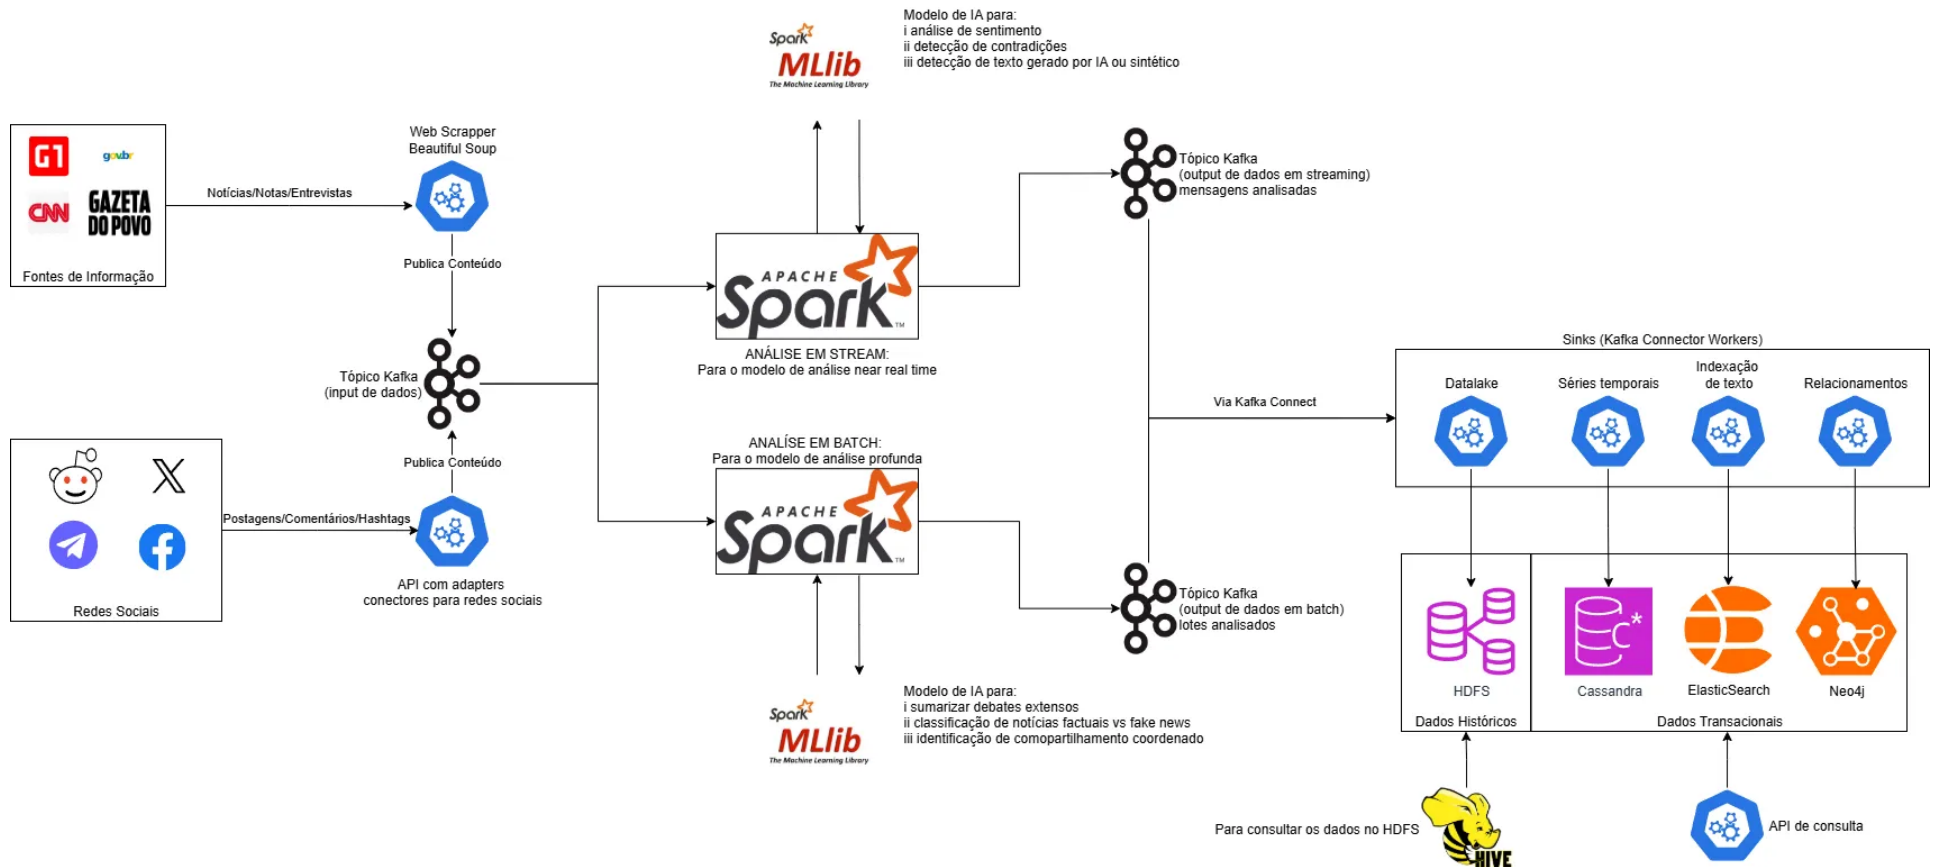 Modelo de IA para:
i análise de sentimento
ii detecção de contradições
iii detecção de texto gerado por IA ou sintético
Spark
MLlib
The Machine Learning Library
G1
gov.br
CNN
GAZETA
DO POVO
Fontes de Informação
Notícias/Notas/Entrevistas
Web Scrapper
Beautiful Soup
Publica Conteúdo
Tópico Kafka
(input de dados)
Publica Conteúdo
X
Redes Sociais
Postagens/Comentários/Hashtags
API com adapters
conectores para redes sociais
APACHE
Spark
TM
ANÁLISE EM STREAM:
Para o modelo de análise near real time
ANALÍSE EM BATCH:
Para o modelo de análise profunda
APACHE
Spark
TM
Spark
MLlib
The Machine Learning Library
Modelo de IA para:
i sumarizar debates extensos
ii classificação de notícias factuais vs fake news
iii identificação de comopartilhamento coordenado
Tópico Kafka
(output de dados em streaming)
mensagens analisadas
Tópico Kafka
(output de dados em batch)
lotes analisados
Via Kafka Connect
Sinks (Kafka Connector Workers)
Datalake
Séries temporais
Indexação
de texto
Relacionamentos
HDFS
C*
Cassandra
ElasticSearch
Neo4j
Dados Históricos
Dados Transacionais
Para consultar os dados no HDFS
HIVE
API de consulta